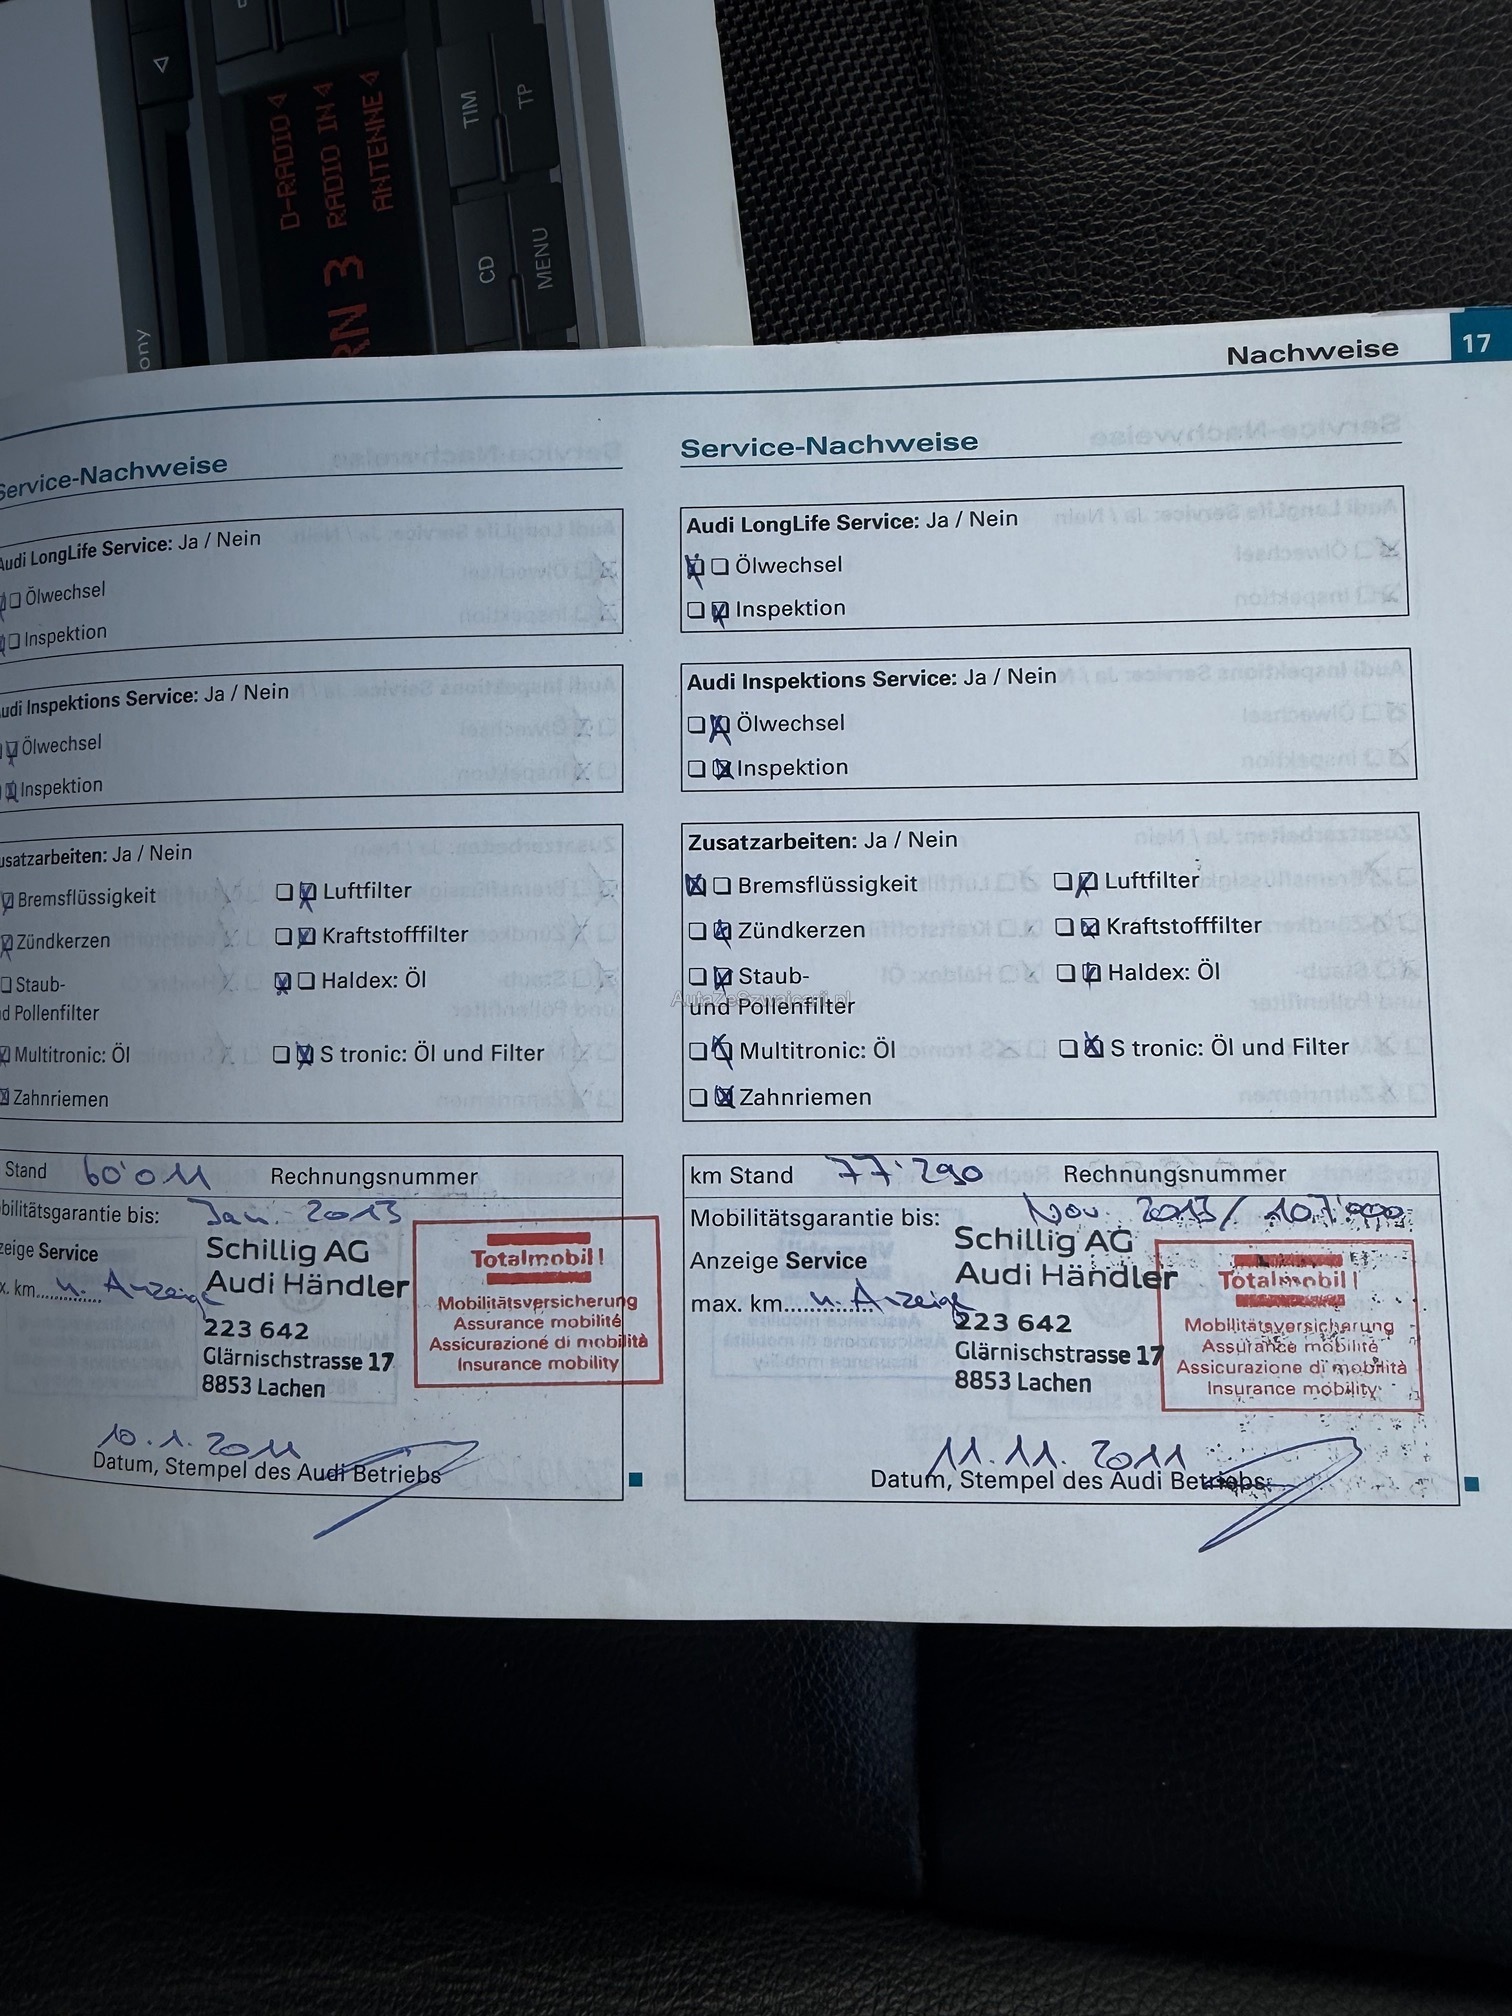 D-RADIO
RADIO IN
RN 3
ANTENNE
TIM
TP
CD
MENU
ony
Nachweise 17
Service-Nachweise
udi LongLife Service: Ja / Nein
Ölwechsel
Inspektion
udi Inspektions Service: Ja / Nein
Ölwechsel
Inspektion
usatzarbeiten: Ja / Nein
Bremsflüssigkeit
Luftfilter
Zündkerzen
Kraftstofffilter
Staub-
d Pollenfilter
Haldex: Öl
Multitronic: Öl
S tronic: Öl und Filter
Zahnriemen
Stand 60'011 Rechnungsnummer
bilitätsgarantie bis: Jan. 2013
zeige Service
x. km............. n. Anzeige
Schillig AG
Audi Händler
223 642
Glärnischstrasse 17
8853 Lachen
Totalmobil!
Mobilitätsversicherung
Assurance mobilité
Assicurazione di mobilità
Insurance mobility
10.1.2011
Datum, Stempel des Audi Betriebs
Service-Nachweise
Audi LongLife Service: Ja / Nein
Ölwechsel
Inspektion
Audi Inspektions Service: Ja / Nein
Ölwechsel
Inspektion
Zusatzarbeiten: Ja / Nein
Bremsflüssigkeit
Luftfilter
Zündkerzen
Kraftstofffilter
Staub-
und Pollenfilter
Haldex: Öl
Multitronic: Öl
S tronic: Öl und Filter
Zahnriemen
AutaZeSzwajcarii.pl
km Stand 77'290 Rechnungsnummer
Mobilitätsgarantie bis: Nov. 2013 / 107'000
Anzeige Service
max. km............... n. Anzeige
Schillig AG
Audi Händler
223 642
Glärnischstrasse 17
8853 Lachen
Totalmobil!
Mobilitätsversicherung
Assurance mobilité
Assicurazione di mobilità
Insurance mobility
11.11.2011
Datum, Stempel des Audi Betriebs